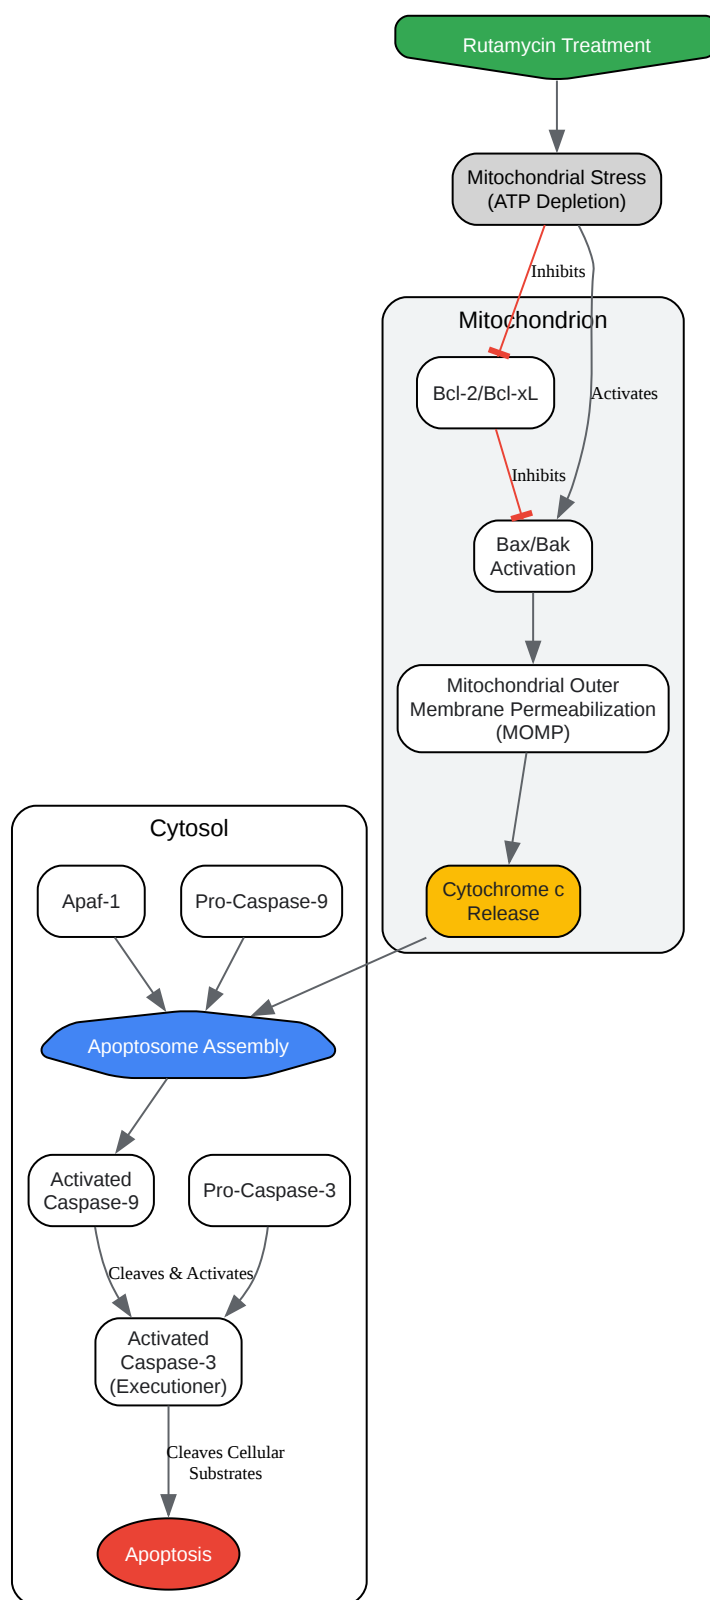 Rutamycin Treatment
Mitochondrial Stress
(ATP Depletion)
Inhibits
Mitochondrion
Bcl-2/Bcl-xL
Activates
Inhibits
Bax/Bak
Activation
Mitochondrial Outer
Membrane Permeabilization
(MOMP)
Cytochrome c
Release
Cytosol
Apaf-1
Pro-Caspase-9
Apoptosome Assembly
Activated
Caspase-9
Pro-Caspase-3
Cleaves & Activates
Activated
Caspase-3
(Executioner)
Cleaves Cellular
Substrates
Apoptosis